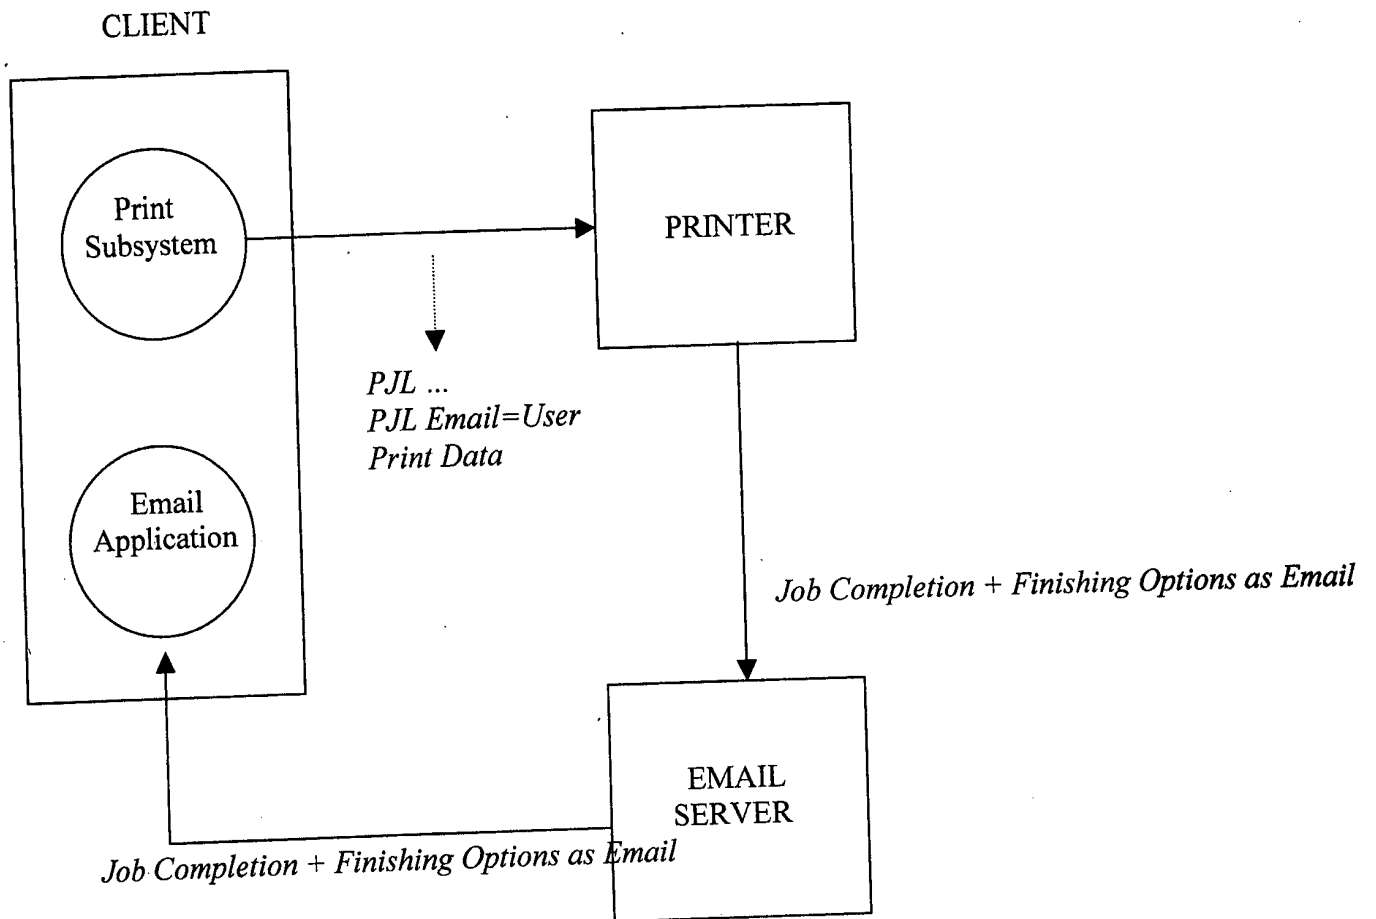 CLIENT
Print
Subsystem
PRINTER
PJL ...
PJL Email=User
Print Data
Email
Application
Job Completion + Finishing Options as Email
EMAIL
SERVER
Job Completion + Finishing Options as Email